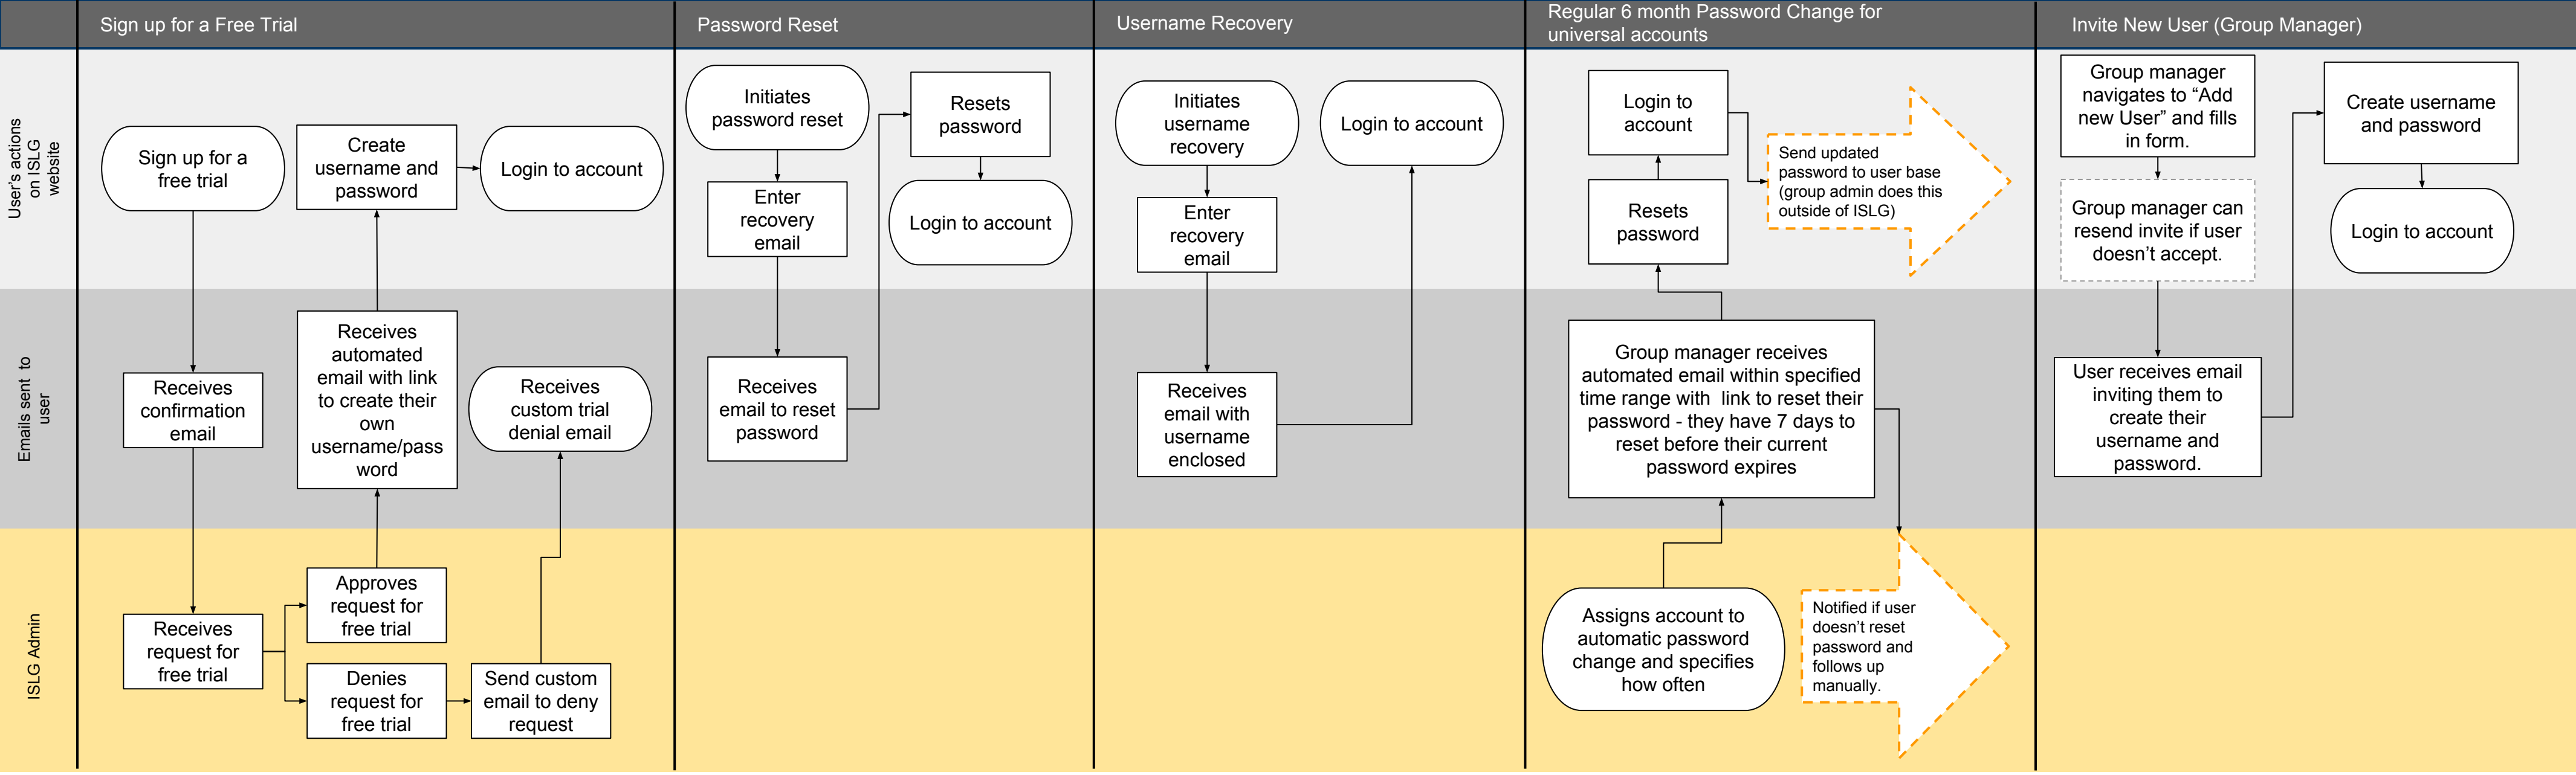 Sign up for a Free Trial
Password Reset
Username Recovery
Regular 6 month Password Change for
universal accounts
Invite New User (Group Manager)
User's actions
on ISLG
website
Sign up for a
free trial
Create
username and
password
Login to account
Initiates
password reset
Enter
recovery
email
Resets
password
Login to account
Initiates
username
recovery
Enter
recovery
email
Login to account
Login to
account
Resets
password
Send updated
password to user base
(group admin does this
outside of ISLG)
Group manager
navigates to “Add
new User” and fills
in form.
Group manager can
resend invite if user
doesn’t accept.
Create username
and password
Login to account
Emails sent to
user
Receives
confirmation
email
Receives
automated
email with link
to create their
own
username/pass
word
Receives
custom trial
denial email
Receives
email to reset
password
Receives
email with
username
enclosed
Group manager receives
automated email within specified
time range with link to reset their
password - they have 7 days to
reset before their current
password expires
User receives email
inviting them to
create their
username and
password.
ISLG Admin
Receives
request for
free trial
Approves
request for
free trial
Denies
request for
free trial
Send custom
email to deny
request
Assigns account to
automatic password
change and specifies
how often
Notified if user
doesn’t reset
password and
follows up
manually.